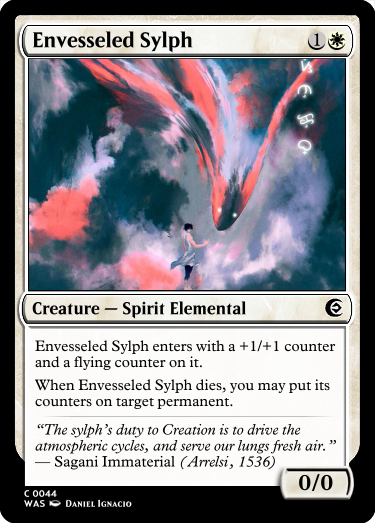 Envesseled Sylph 1
Creature — Spirit Elemental
Envesseled Sylph enters with a +1/+1 counter
and a flying counter on it.
When Envesseled Sylph dies, you may put its
counters on target permanent.
“The sylph's duty to Creation is to drive the
atmospheric cycles, and serve our lungs fresh air.”
— Sagani Immaterial (Arrelsi, 1536)
0/0
C 0044
WAS Daniel Ignacio